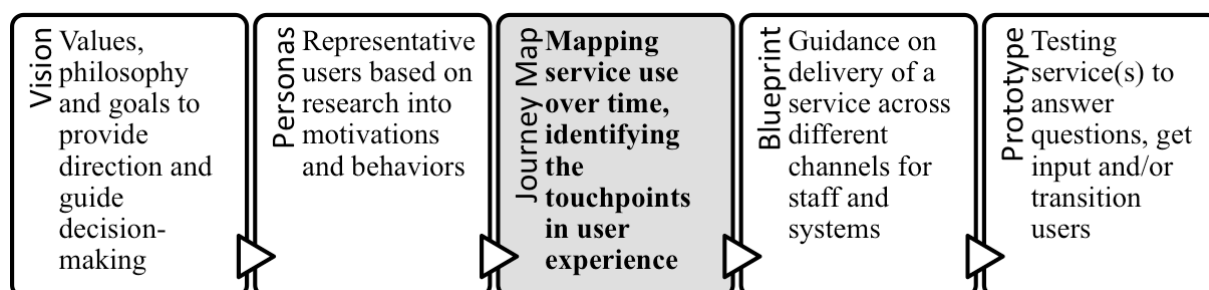 Vision
Values,
philosophy
and goals to
provide
direction and
guide
decision-
making
Personas
Representative
users based on
research into
motivations
and behaviors
Journey Map
Mapping
service use
over time,
identifying
the
touchpoints
in user
experience
Blueprint
Guidance on
delivery of a
service across
different
channels for
staff and
systems
Prototype
Testing
service(s) to
answer
questions, get
input and/or
transition
users